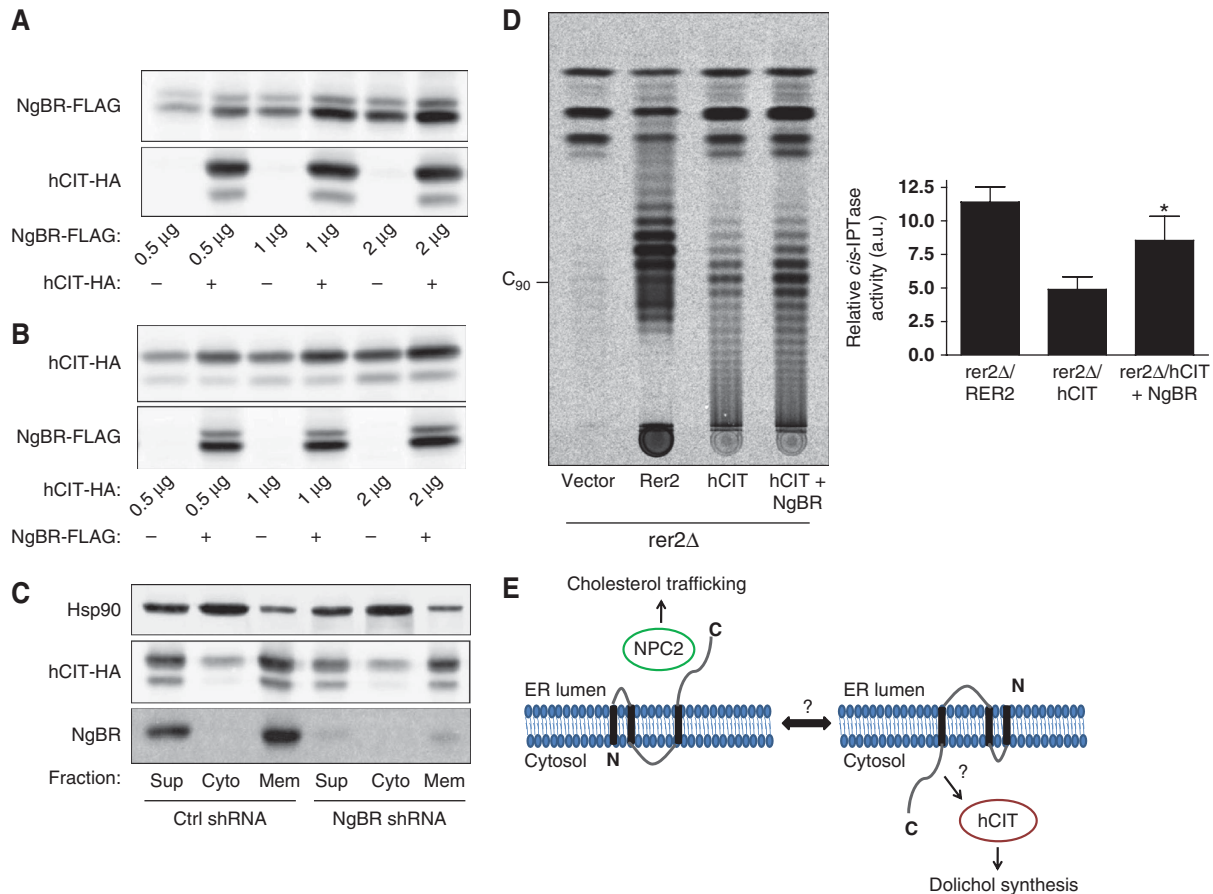 A
NgBR-FLAG
hCIT-HA
NgBR-FLAG: 0.5 μg 0.5 μg 1 μg 1 μg 2 μg 2 μg
hCIT-HA: – + – + – +
B
hCIT-HA
NgBR-FLAG
hCIT-HA: 0.5 μg 0.5 μg 1 μg 1 μg 2 μg 2 μg
NgBR-FLAG: – + – + – +
C
Hsp90
hCIT-HA
NgBR
Fraction: Sup Cyto Mem Sup Cyto Mem
Ctrl shRNA NgBR shRNA
D
C90
Vector Rer2 hCIT hCIT +
NgBR
rer2Δ
Relative cis-IPTase
activity (a.u.)
12.5
10.0
7.5
5.0
2.5
0.0
*
rer2Δ/ rer2Δ/ rer2Δ/hCIT
RER2 hCIT + NgBR
E
Cholesterol trafficking
NPC2
C
ER lumen
N
Cytosol
?
ER lumen
N
Cytosol
?
C
hCIT
Dolichol synthesis